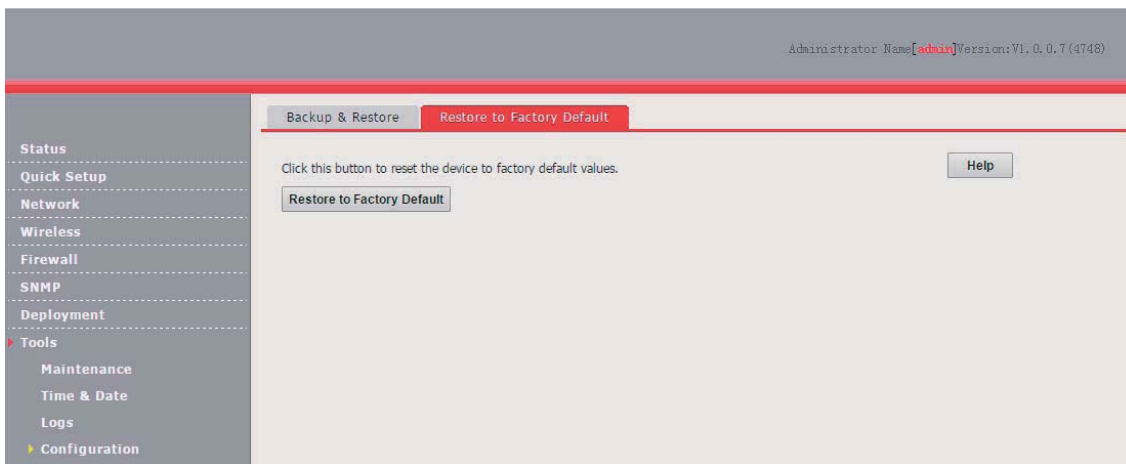 Administrator Name[admin]Version:V1.0.0.7(4748)
Backup & Restore
Restore to Factory Default
Status
Quick Setup
Network
Wireless
Firewall
SNMP
Deployment
Tools
Maintenance
Time & Date
Logs
Configuration
Click this button to reset the device to factory default values.
Restore to Factory Default
Help